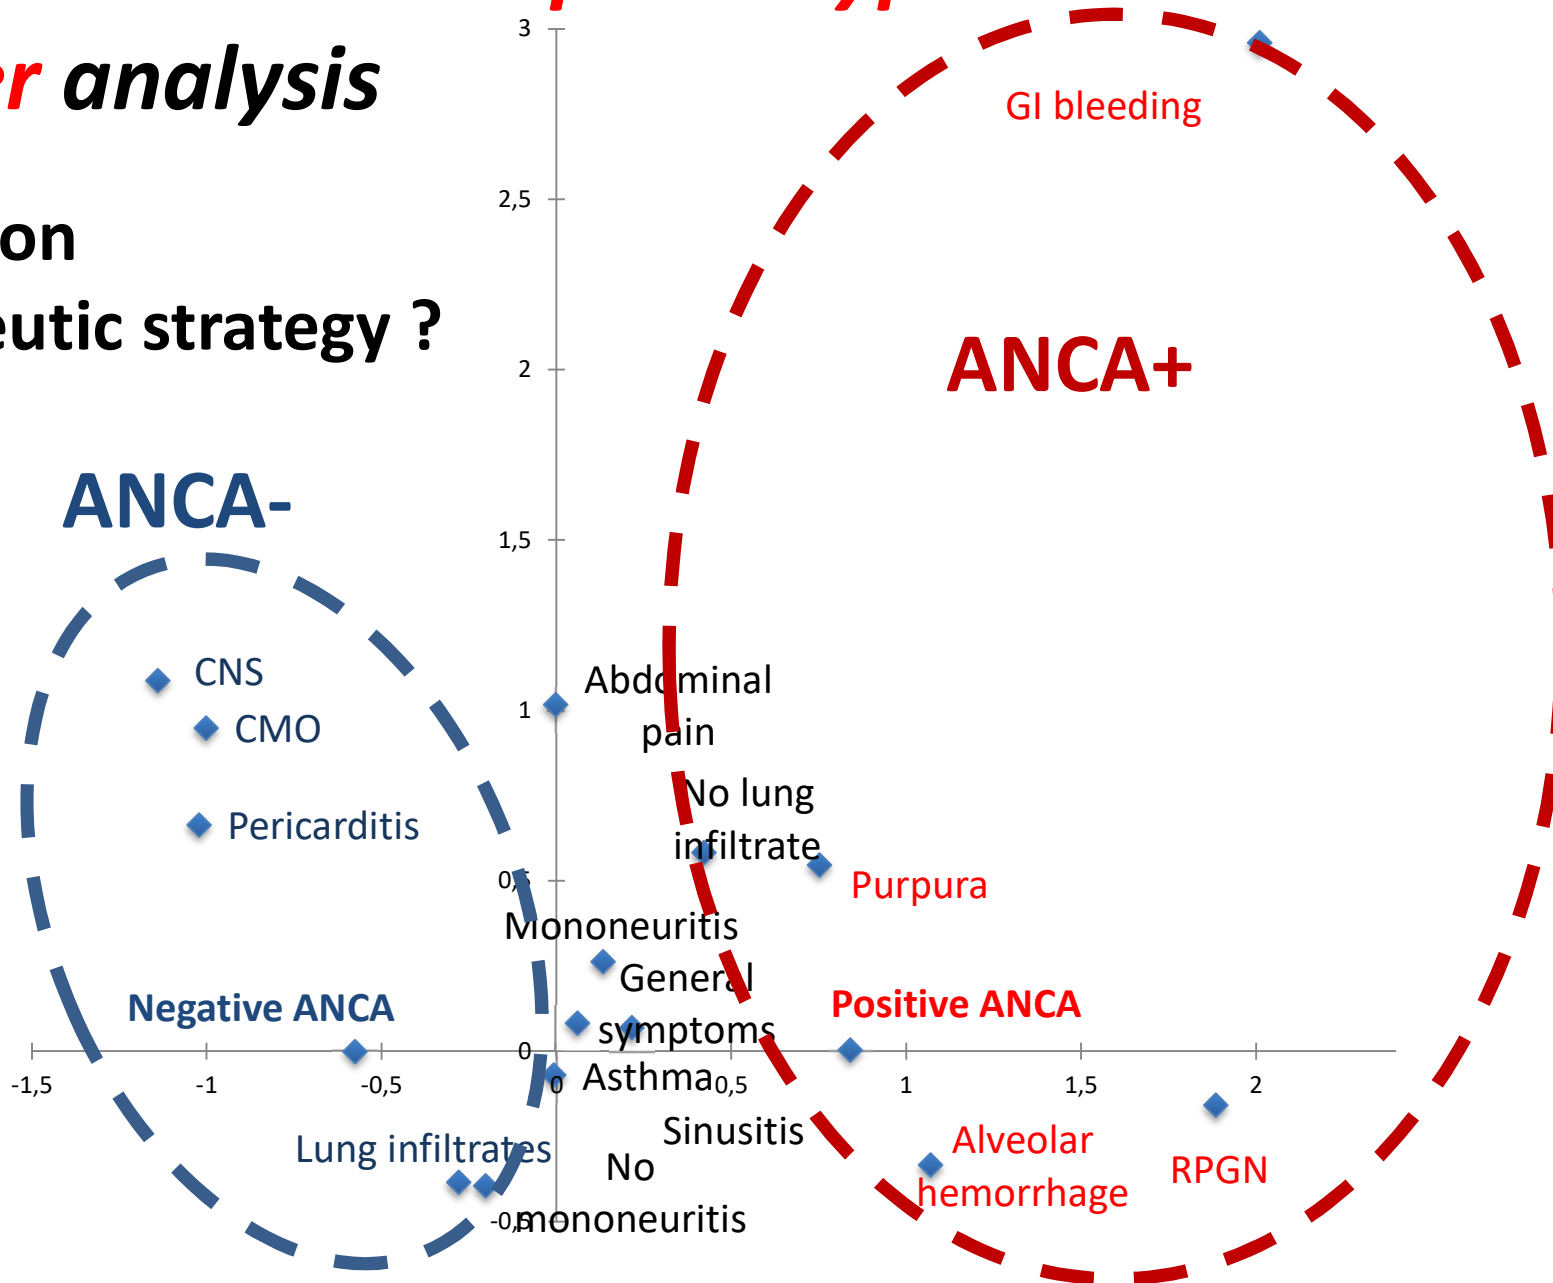 3
er analysis
GI bleeding
2,5
on
eutic strategy ?
2
ANCA+
ANCA-
1,5
CNS
CMO
Abdominal
pain
1
No lung
infiltrate
Pericarditis
0,5
Purpura
Mononeuritis
General
symptoms
Negative ANCA
Positive ANCA
0
-1,5
-1
-0,5
0
0,5
1
1,5
2
Asthma
Sinusitis
Lung infiltrates
No
mononeuritis
Alveolar
hemorrhage
RPGN
-0,5